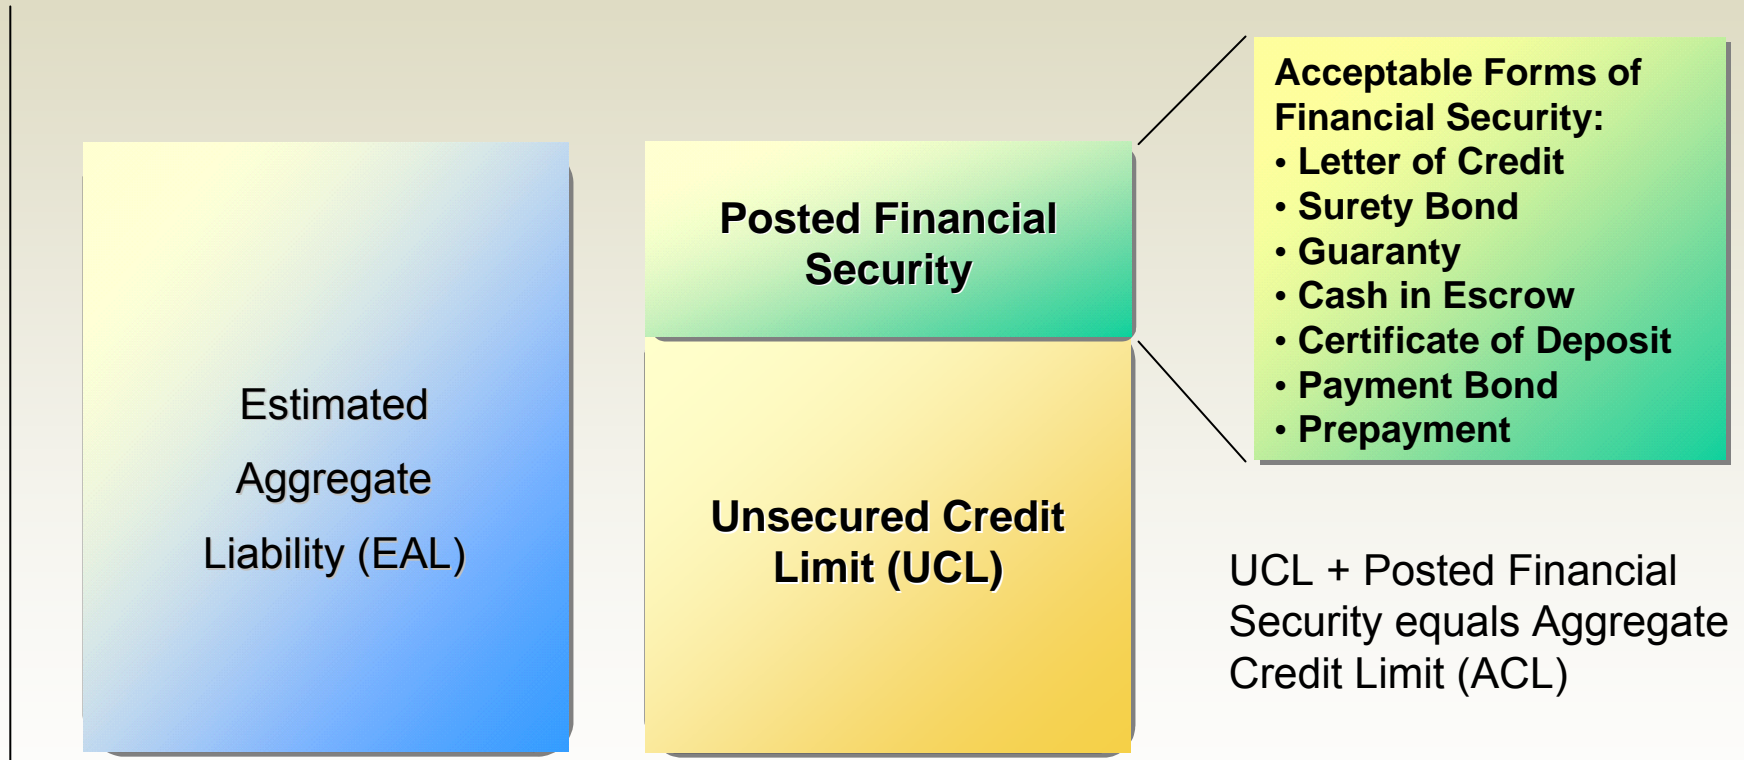 Estimated
Aggregate
Liability (EAL)
Posted Financial
Security
Unsecured Credit
Limit (UCL)
Acceptable Forms of
Financial Security:
• Letter of Credit
• Surety Bond
• Guaranty
• Cash in Escrow
• Certificate of Deposit
• Payment Bond
• Prepayment
UCL + Posted Financial
Security equals Aggregate
Credit Limit (ACL)